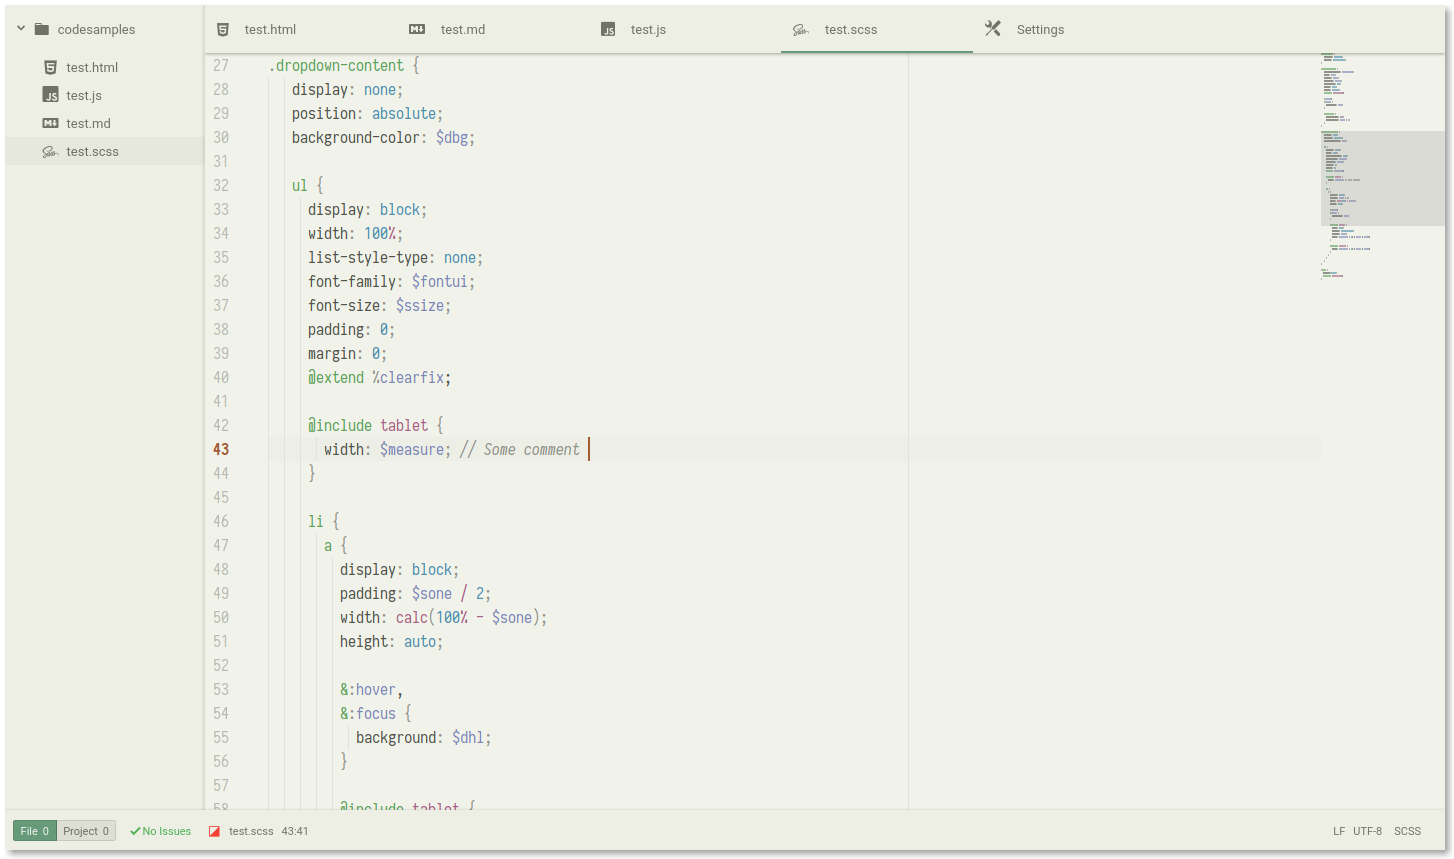 codesamples
test.html
test.js
test.md
test.scss
test.html test.md test.js test.scss Settings
27 .dropdown-content {
28 display: none;
29 position: absolute;
30 background-color: $dbg;
31
32 ul {
33 display: block;
34 width: 100%;
35 list-style-type: none;
36 font-family: $fontui;
37 font-size: $ssize;
38 padding: 0;
39 margin: 0;
40 @extend %clearfix;
41
42 @include tablet {
43 width: $measure; // Some comment
44 }
45
46 li {
47 a {
48 display: block;
49 padding: $sone / 2;
50 width: calc(100% - $sone);
51 height: auto;
52
53 &:hover,
54 &:focus {
55 background: $dhl;
56 }
57
58 @include tablet {
File 0 Project 0 No Issues test.scss 43:41 LF UTF-8 SCSS